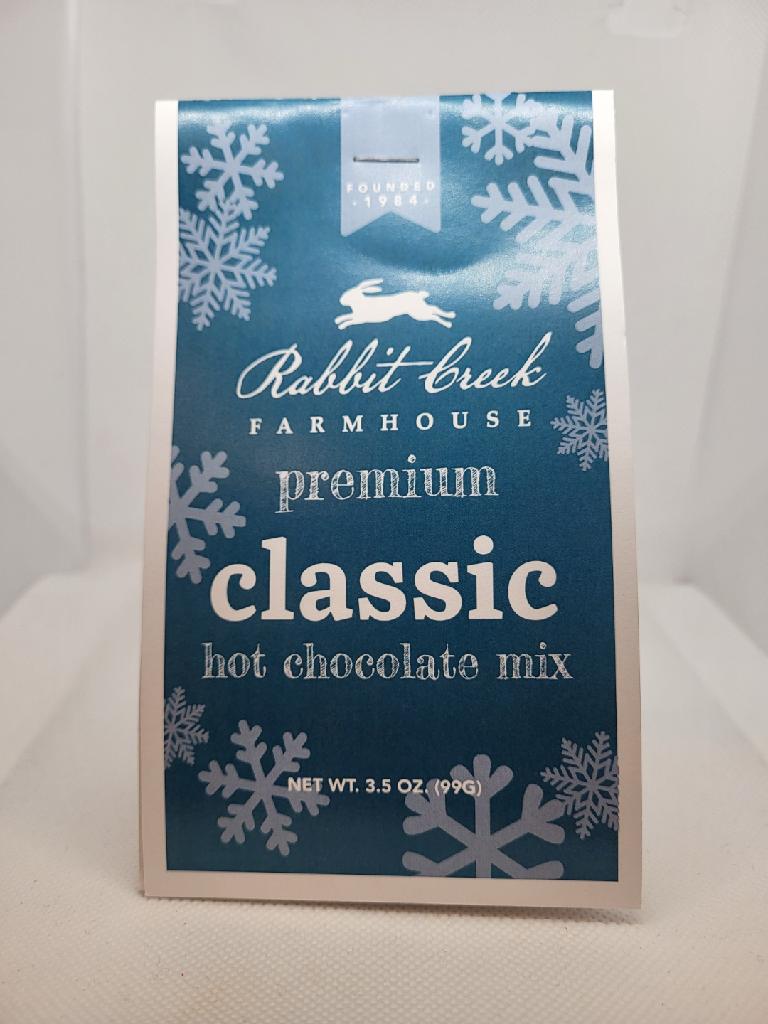 FOUNDED
· 1984 ·
Rabbit Creek
FARMHOUSE
premium
classic
hot chocolate mix
NET WT. 3.5 OZ. (99G)